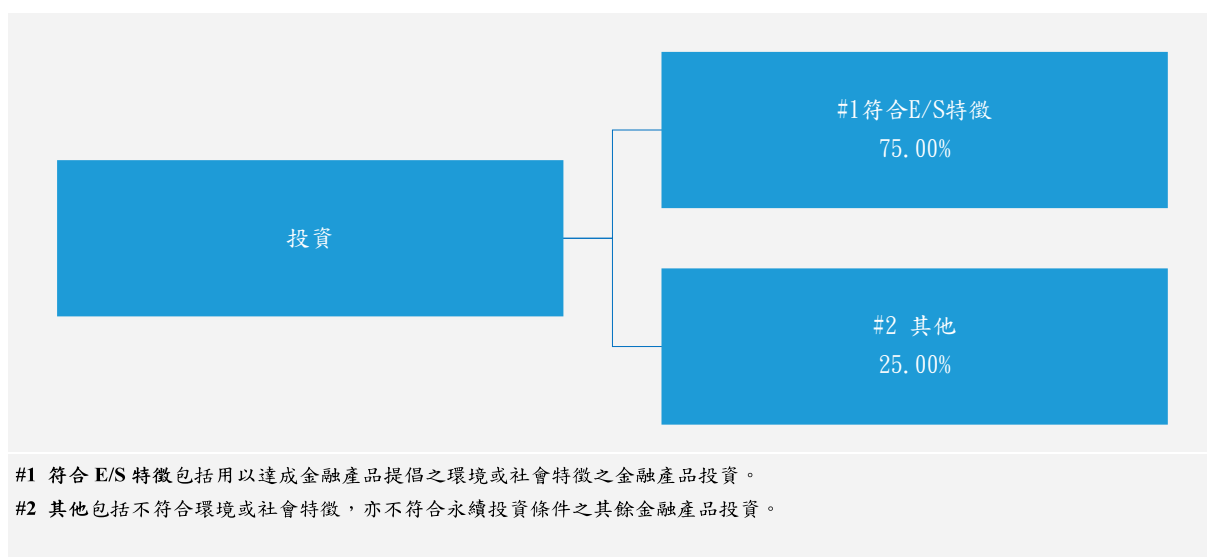 #1符合E/S特徵
75.00%
投資
#2 其他
25.00%
#1 符合 E/S 特徵包括用以達成金融產品提倡之環境或社會特徵之金融產品投資。
#2 其他包括不符合環境或社會特徵，亦不符合永續投資條件之其餘金融產品投資。